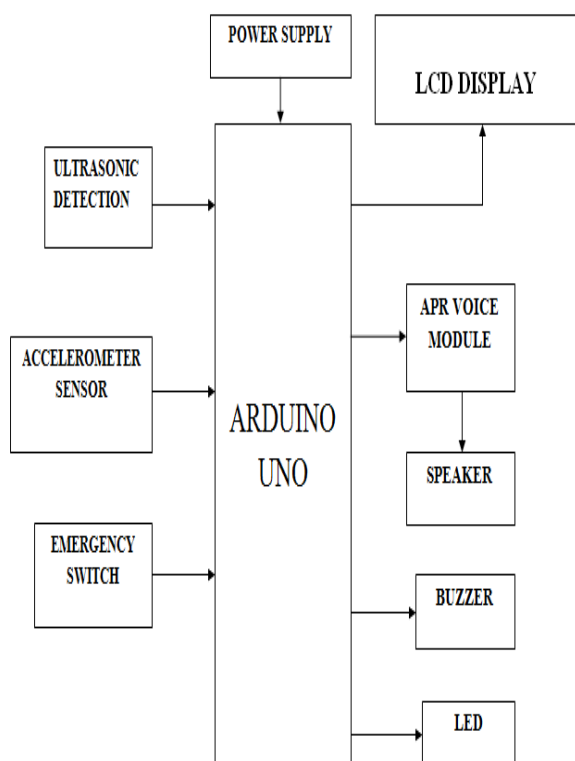 POWER SUPPLY
LCD DISPLAY
ULTRASONIC
DETECTION
APR VOICE
MODULE
ACCELEROMETER
SENSOR
ARDUINO
UNO
SPEAKER
EMERGENCY
SWITCH
BUZZER
LED